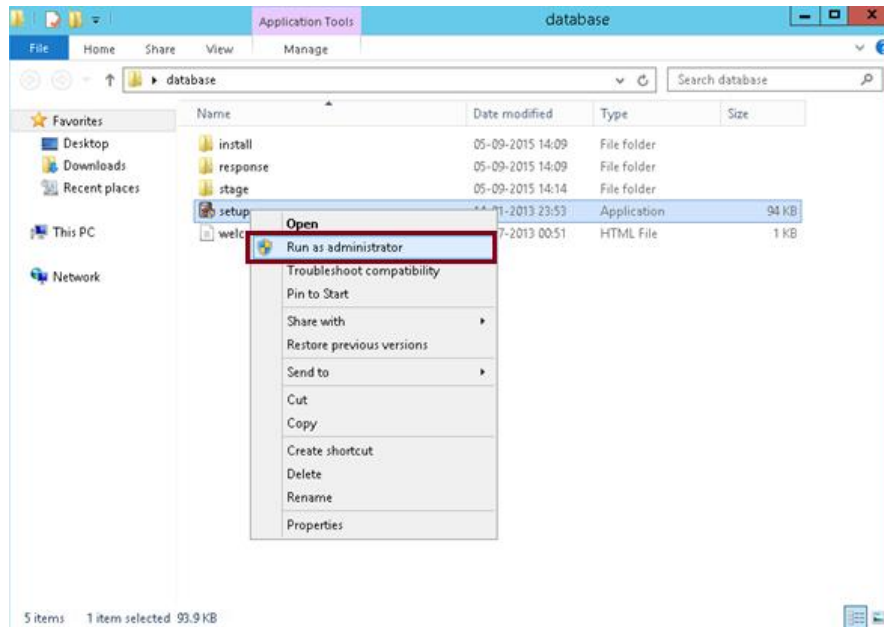 Application Tools database
File Home Share View Manage
database Search database
Name Date modified Type Size
Favorites
Desktop
Downloads
Recent places
This PC
Network
install 05-09-2015 14:09 File folder
response 05-09-2015 14:09 File folder
stage 05-09-2015 14:14 File folder
setup 2013 23:53 Application 94 KB
welc 7-2013 00:51 HTML File 1 KB
Open
Run as administrator
Troubleshoot compatibility
Pin to Start
Share with
Restore previous versions
Send to
Cut
Copy
Create shortcut
Delete
Rename
Properties
5 items 1 item selected 93.9 KB